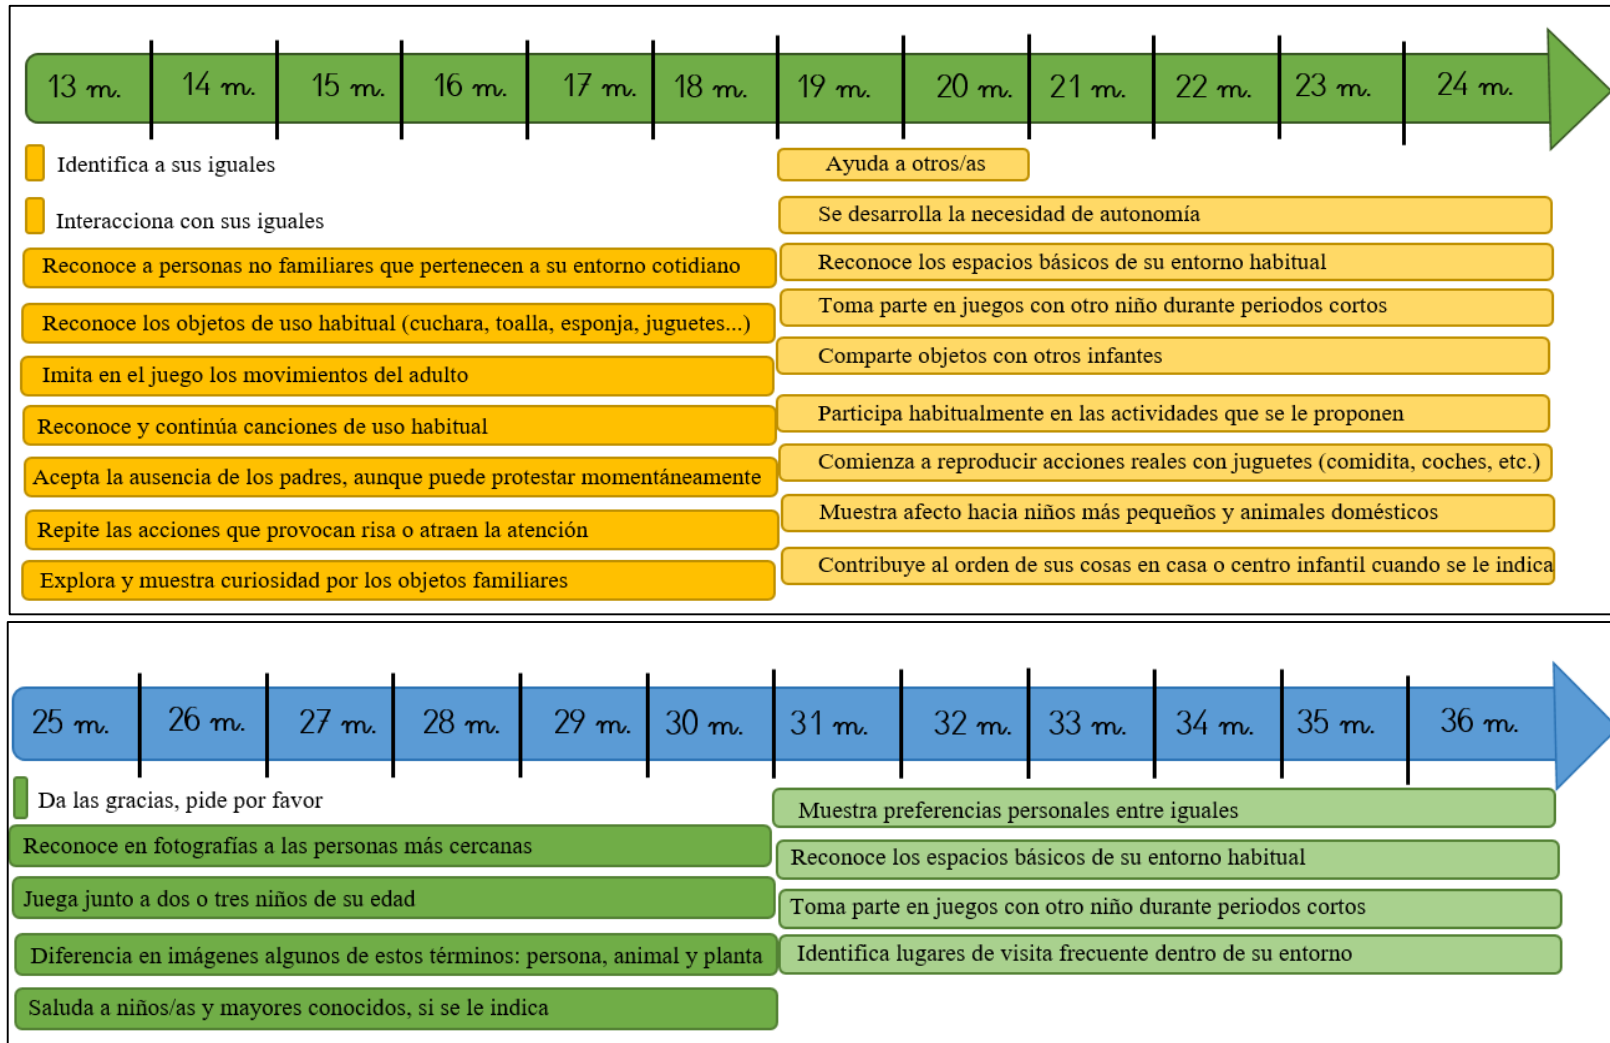 13 m. 14 m. 15 m. 16 m. 17 m. 18 m. 19 m. 20 m. 21 m. 22 m. 23 m. 24 m.
Identifica a sus iguales
Interacciona con sus iguales
Reconoce a personas no familiares que pertenecen a su entorno cotidiano
Reconoce los objetos de uso habitual (cuchara, toalla, esponja, juguetes...)
Imita en el juego los movimientos del adulto
Reconoce y continúa canciones de uso habitual
Acepta la ausencia de los padres, aunque puede protestar momentáneamente
Repite las acciones que provocan risa o atraen la atención
Explora y muestra curiosidad por los objetos familiares
Ayuda a otros/as
Se desarrolla la necesidad de autonomía
Reconoce los espacios básicos de su entorno habitual
Toma parte en juegos con otro niño durante periodos cortos
Comparte objetos con otros infantes
Participa habitualmente en las actividades que se le proponen
Comienza a reproducir acciones reales con juguetes (comidita, coches, etc.)
Muestra afecto hacia niños más pequeños y animales domésticos
Contribuye al orden de sus cosas en casa o centro infantil cuando se le indica
25 m. 26 m. 27 m. 28 m. 29 m. 30 m. 31 m. 32 m. 33 m. 34 m. 35 m. 36 m.
Da las gracias, pide por favor
Reconoce en fotografías a las personas más cercanas
Juega junto a dos o tres niños de su edad
Diferencia en imágenes algunos de estos términos: persona, animal y planta
Saluda a niños/as y mayores conocidos, si se le indica
Muestra preferencias personales entre iguales
Reconoce los espacios básicos de su entorno habitual
Toma parte en juegos con otro niño durante periodos cortos
Identifica lugares de visita frecuente dentro de su entorno